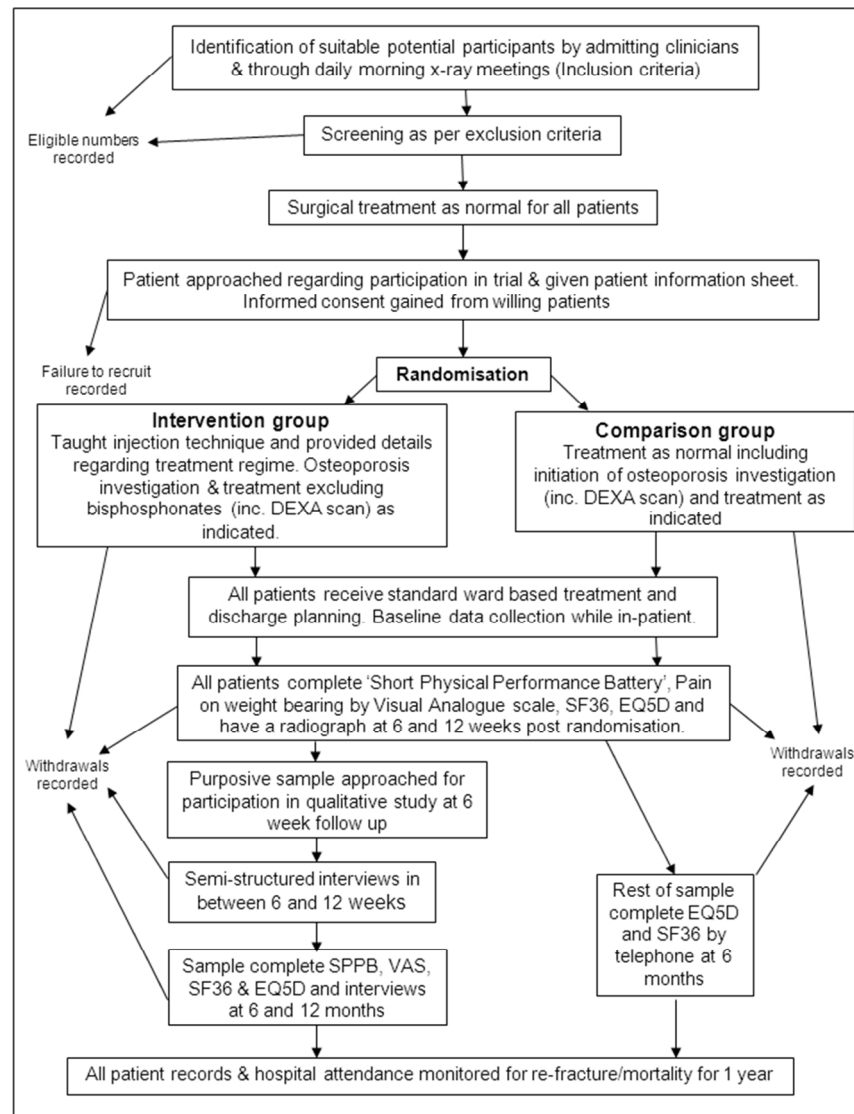 Identification of suitable potential participants by admitting clinicians
& through daily morning x-ray meetings (Inclusion criteria)
Eligible numbers
recorded
Screening as per exclusion criteria
Surgical treatment as normal for all patients
Patient approached regarding participation in trial & given patient information sheet.
Informed consent gained from willing patients
Failure to recruit
recorded
Randomisation
Intervention group
Taught injection technique and provided details
regarding treatment regime. Osteoporosis
investigation & treatment excluding
bisphosphonates (inc. DEXA scan) as
indicated.
Comparison group
Treatment as normal including
initiation of osteoporosis investigation
(inc. DEXA scan) and treatment as
indicated
All patients receive standard ward based treatment and
discharge planning. Baseline data collection while in-patient.
All patients complete ‘Short Physical Performance Battery’, Pain
on weight bearing by Visual Analogue scale, SF36, EQ5D and
have a radiograph at 6 and 12 weeks post randomisation.
Withdrawals
recorded
Withdrawals
recorded
Purposive sample approached for
participation in qualitative study at 6
week follow up
Semi-structured interviews in
between 6 and 12 weeks
Rest of sample
complete EQ5D
and SF36 by
telephone at 6
months
Sample complete SPPB, VAS,
SF36 & EQ5D and interviews
at 6 and 12 months
All patient records & hospital attendance monitored for re-fracture/mortality for 1 year